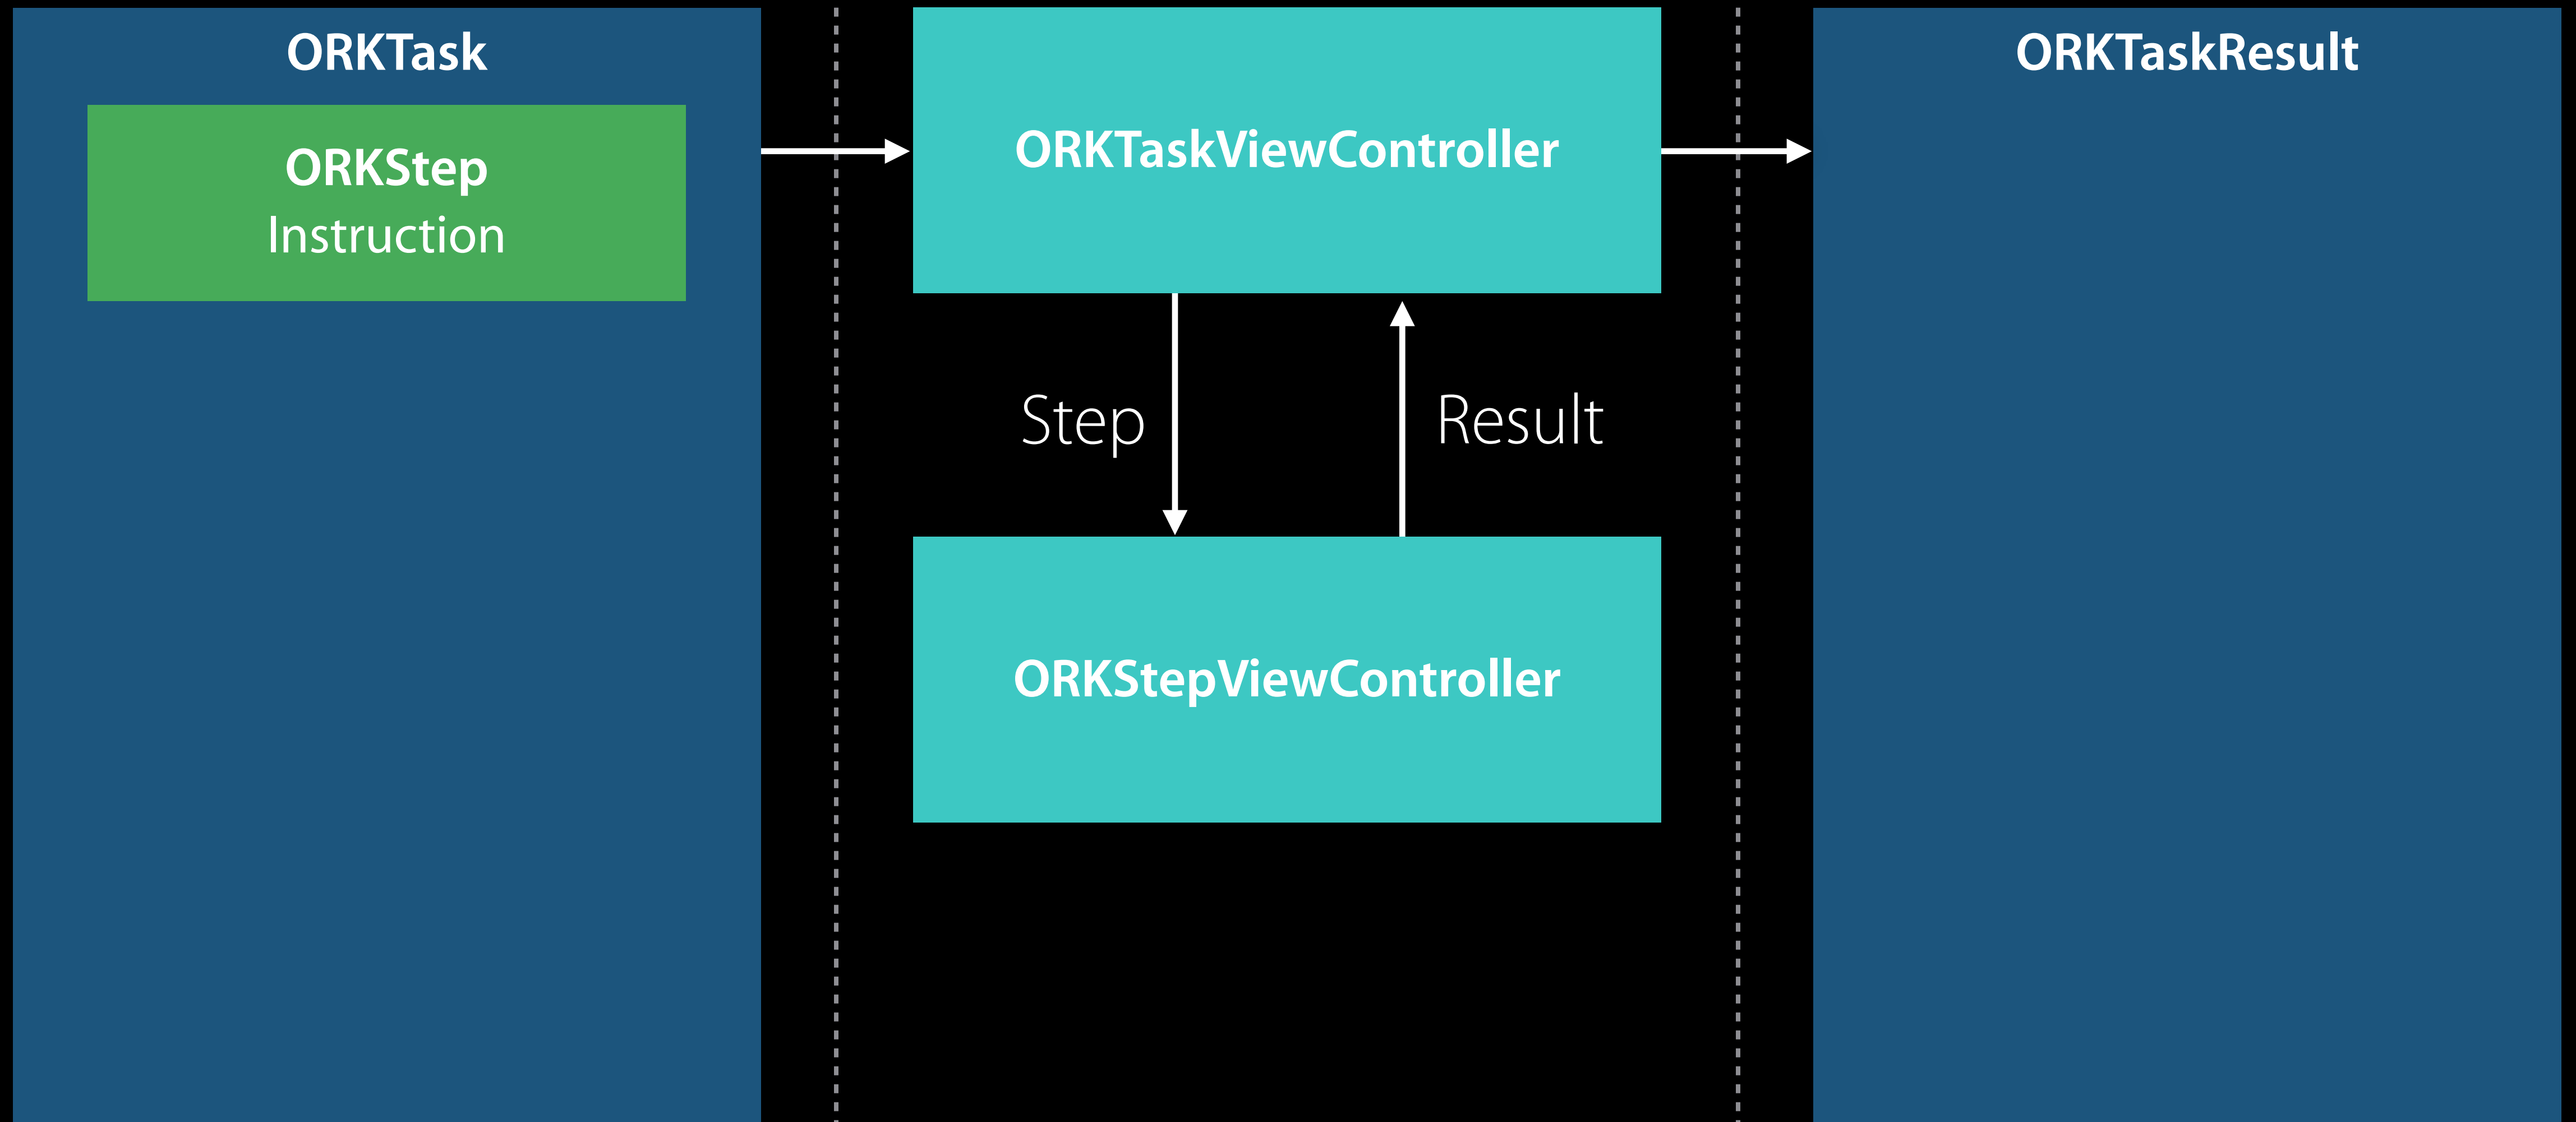 ORKTask
ORKStep
Instruction
ORKTaskViewController
Step
Result
ORKStepViewController
ORKTaskResult